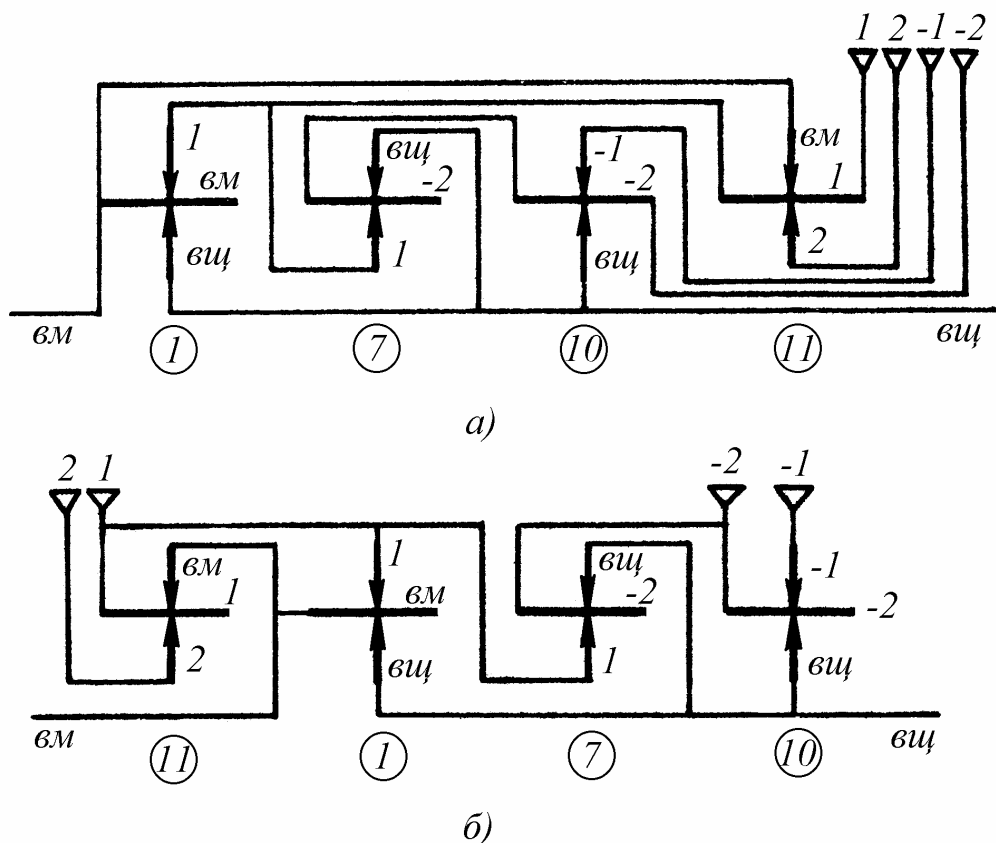 1 2 -1 -2
1 вщ -1 вм
вм -2 -2 1
вщ 1 вщ 2
вм вщ
1 7 10 11
а)
2 1 -2 -1
вм 1 вщ -1
1 вм -2 -2
2 вщ 1 вщ
вм вщ
11 1 7 10
б)